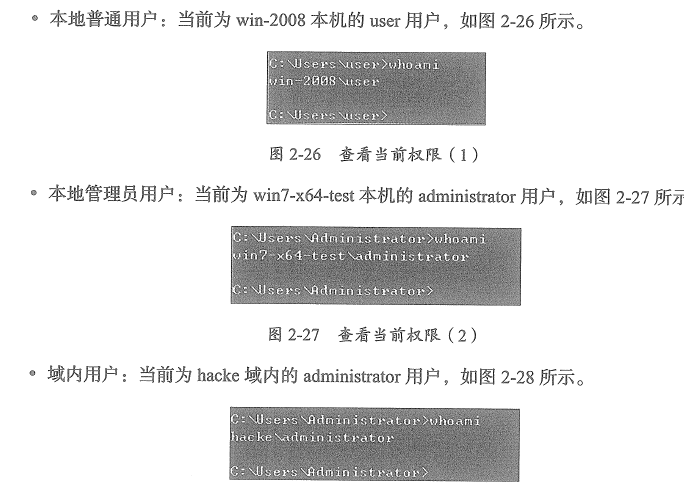 • 本地普通用户：当前为 win-2008 本机的 user 用户，如图 2-26 所示。
C:\Users\user>whoami
win-2008\user
C:\Users\user>
图 2-26 查看当前权限（1）
• 本地管理员用户：当前为 win7-x64-test 本机的 administrator 用户，如图 2-27 所示
C:\Users\Administrator>whoami
win7-x64-test\administrator
C:\Users\Administrator>
图 2-27 查看当前权限（2）
• 域内用户：当前为 hacke 域内的 administrator 用户，如图 2-28 所示。
C:\Users\Administrator>whoami
hacke\administrator
C:\Users\Administrator>